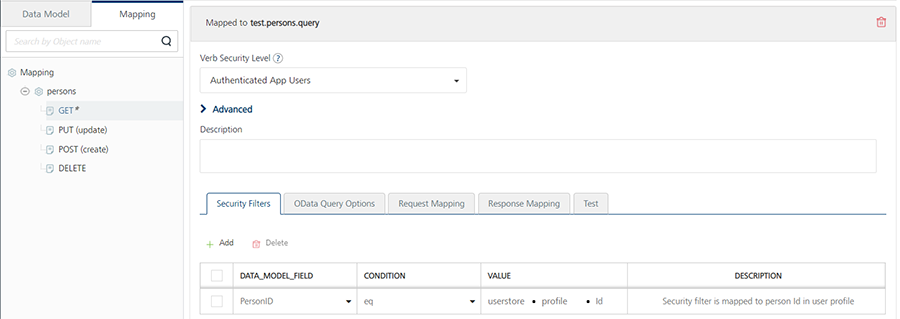 Data Model
Mapping
Search by Object name
Mapping
persons
GET*
PUT (update)
POST (create)
DELETE
Mapped to test.persons.query
Verb Security Level ?
Authenticated App Users
Advanced
Description
Security Filters
OData Query Options
Request Mapping
Response Mapping
Test
+ Add
Delete
DATA_MODEL_FIELD CONDITION VALUE DESCRIPTION
PersonID eq userstore • profile • Id Security filter is mapped to person Id in user profile